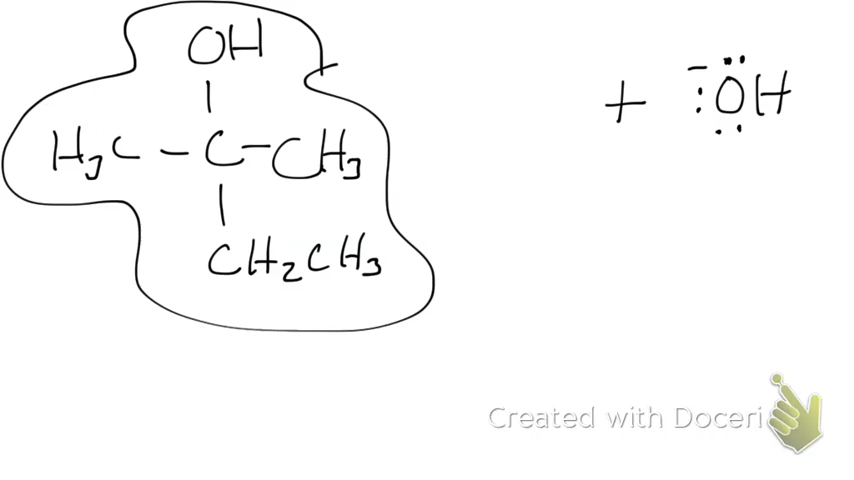 OH
H₃C – C – CH₃ + ⁻:ÖH
CH₂CH₃
Created with Doceri